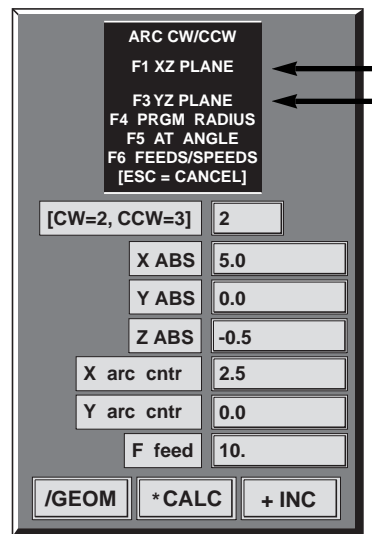 ARC CW/CCW
F1 XZ PLANE
F3 YZ PLANE
F4 PRGM RADIUS
F5 AT ANGLE
F6 FEEDS/SPEEDS
[ESC = CANCEL]
[CW=2, CCW=3] 2
X ABS 5.0
Y ABS 0.0
Z ABS -0.5
X arc cntr 2.5
Y arc cntr 0.0
F feed 10.
/GEOM *CALC + INC